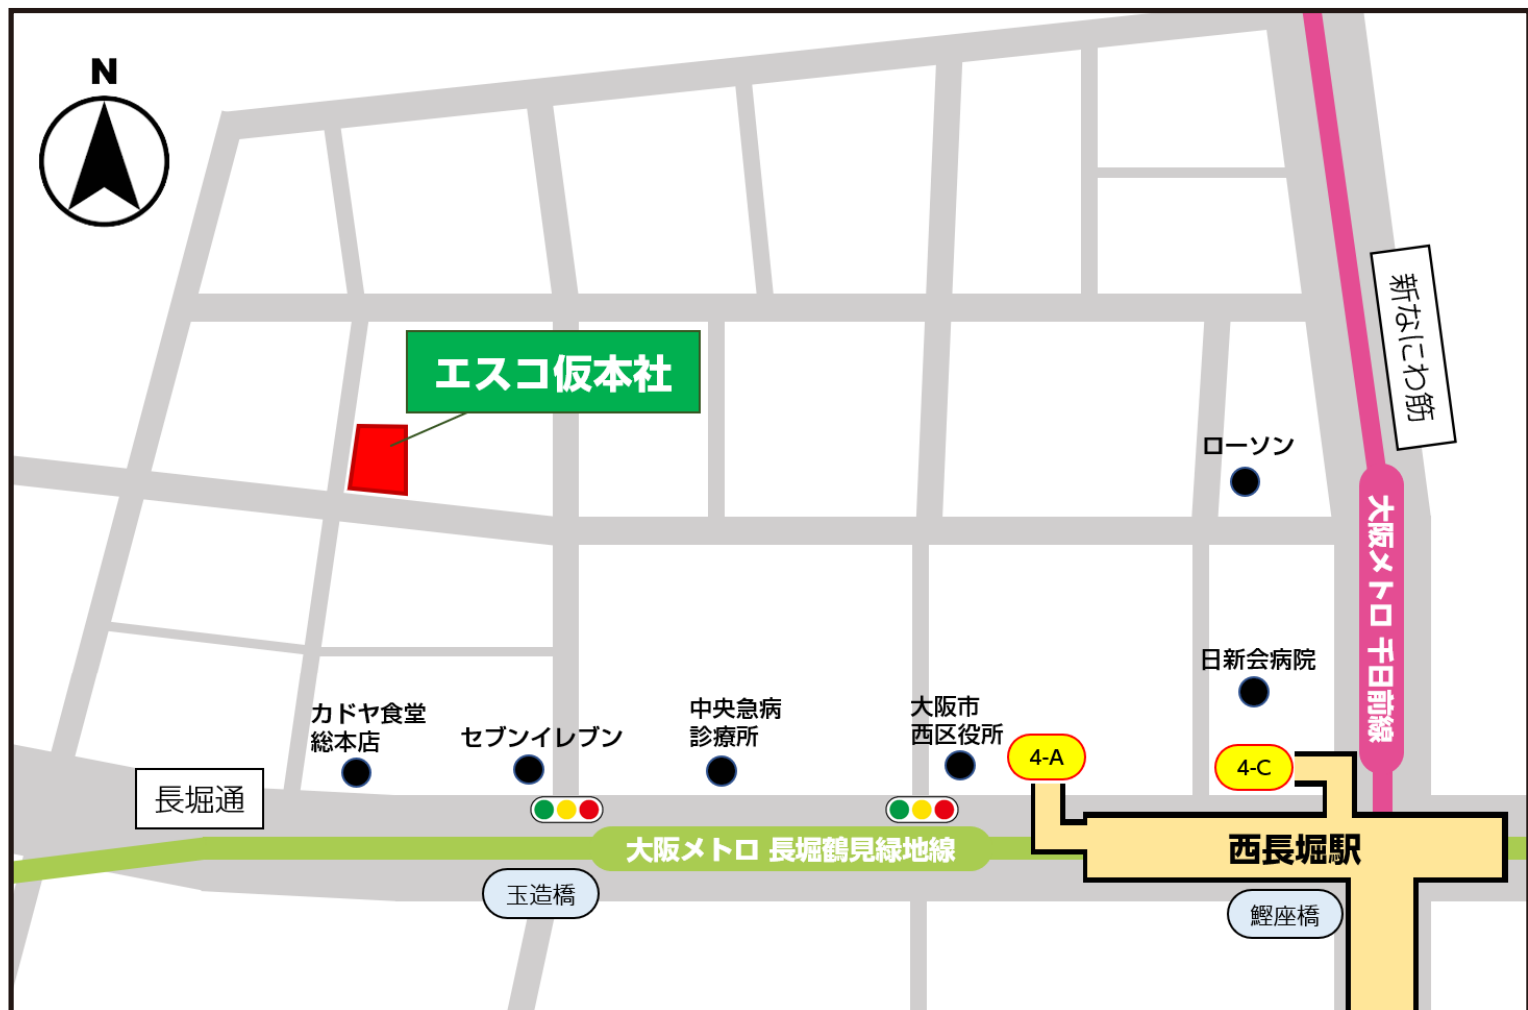 N
新なにわ筋
エスコ仮本社
ローソン
大阪メトロ 千日前線
日新会病院
カドヤ食堂
総本店
セブンイレブン
中央急病
診療所
大阪市
西区役所
4-A
4-C
長堀通
大阪メトロ 長堀鶴見緑地線
西長堀駅
玉造橋
鰹座橋